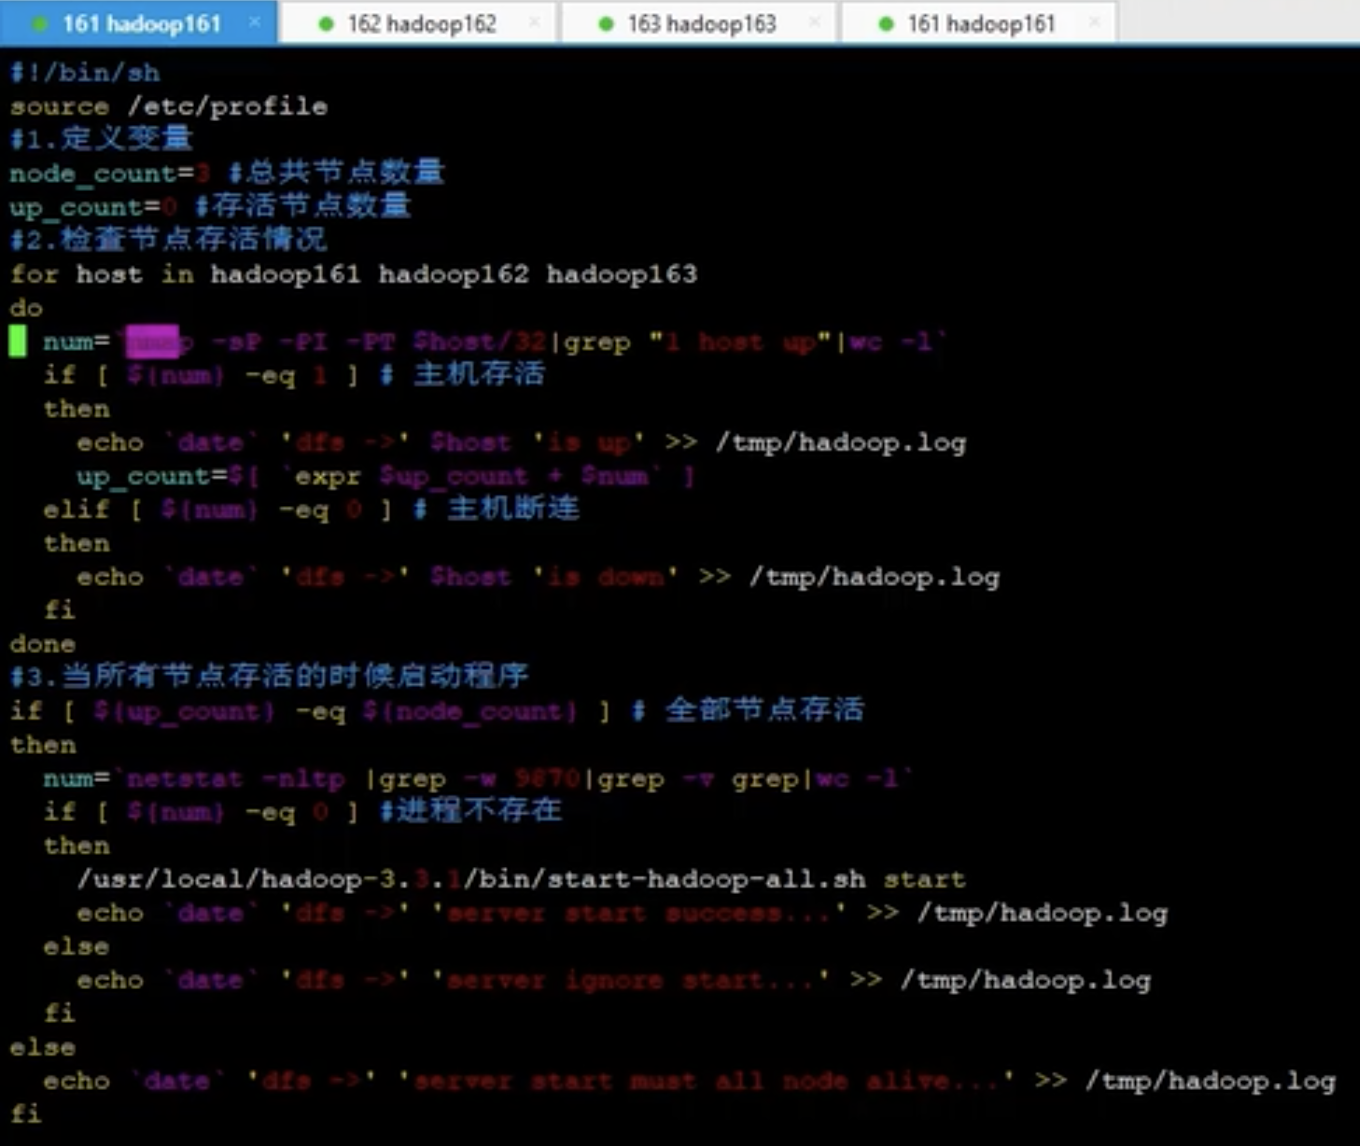 161 hadoop161 × 162 hadoop162 × 163 hadoop163 × 161 hadoop161 ×
#!/bin/sh
source /etc/profile
#1.定义变量
node_count=3 #总共节点数量
up_count=0 #存活节点数量
#2.检查节点存活情况
for host in hadoop161 hadoop162 hadoop163
do
num=`nmap -sP -PI -PT $host/32|grep "1 host up"|wc -l`
if [ ${num} -eq 1 ] # 主机存活
then
echo `date` 'dfs ->' $host 'is up' >> /tmp/hadoop.log
up_count=$[ `expr $up_count + $num` ]
elif [ ${num} -eq 0 ] # 主机断连
then
echo `date` 'dfs ->' $host 'is down' >> /tmp/hadoop.log
fi
done
#3.当所有节点存活的时候启动程序
if [ ${up_count} -eq ${node_count} ] # 全部节点存活
then
num=`netstat -nltp |grep -w 9870|grep -v grep|wc -l`
if [ ${num} -eq 0 ] #进程不存在
then
/usr/local/hadoop-3.3.1/bin/start-hadoop-all.sh start
echo `date` 'dfs ->' 'server start success...' >> /tmp/hadoop.log
else
echo `date` 'dfs ->' 'server ignore start...' >> /tmp/hadoop.log
fi
else
echo `date` 'dfs ->' 'server start must all node alive...' >> /tmp/hadoop.log
fi